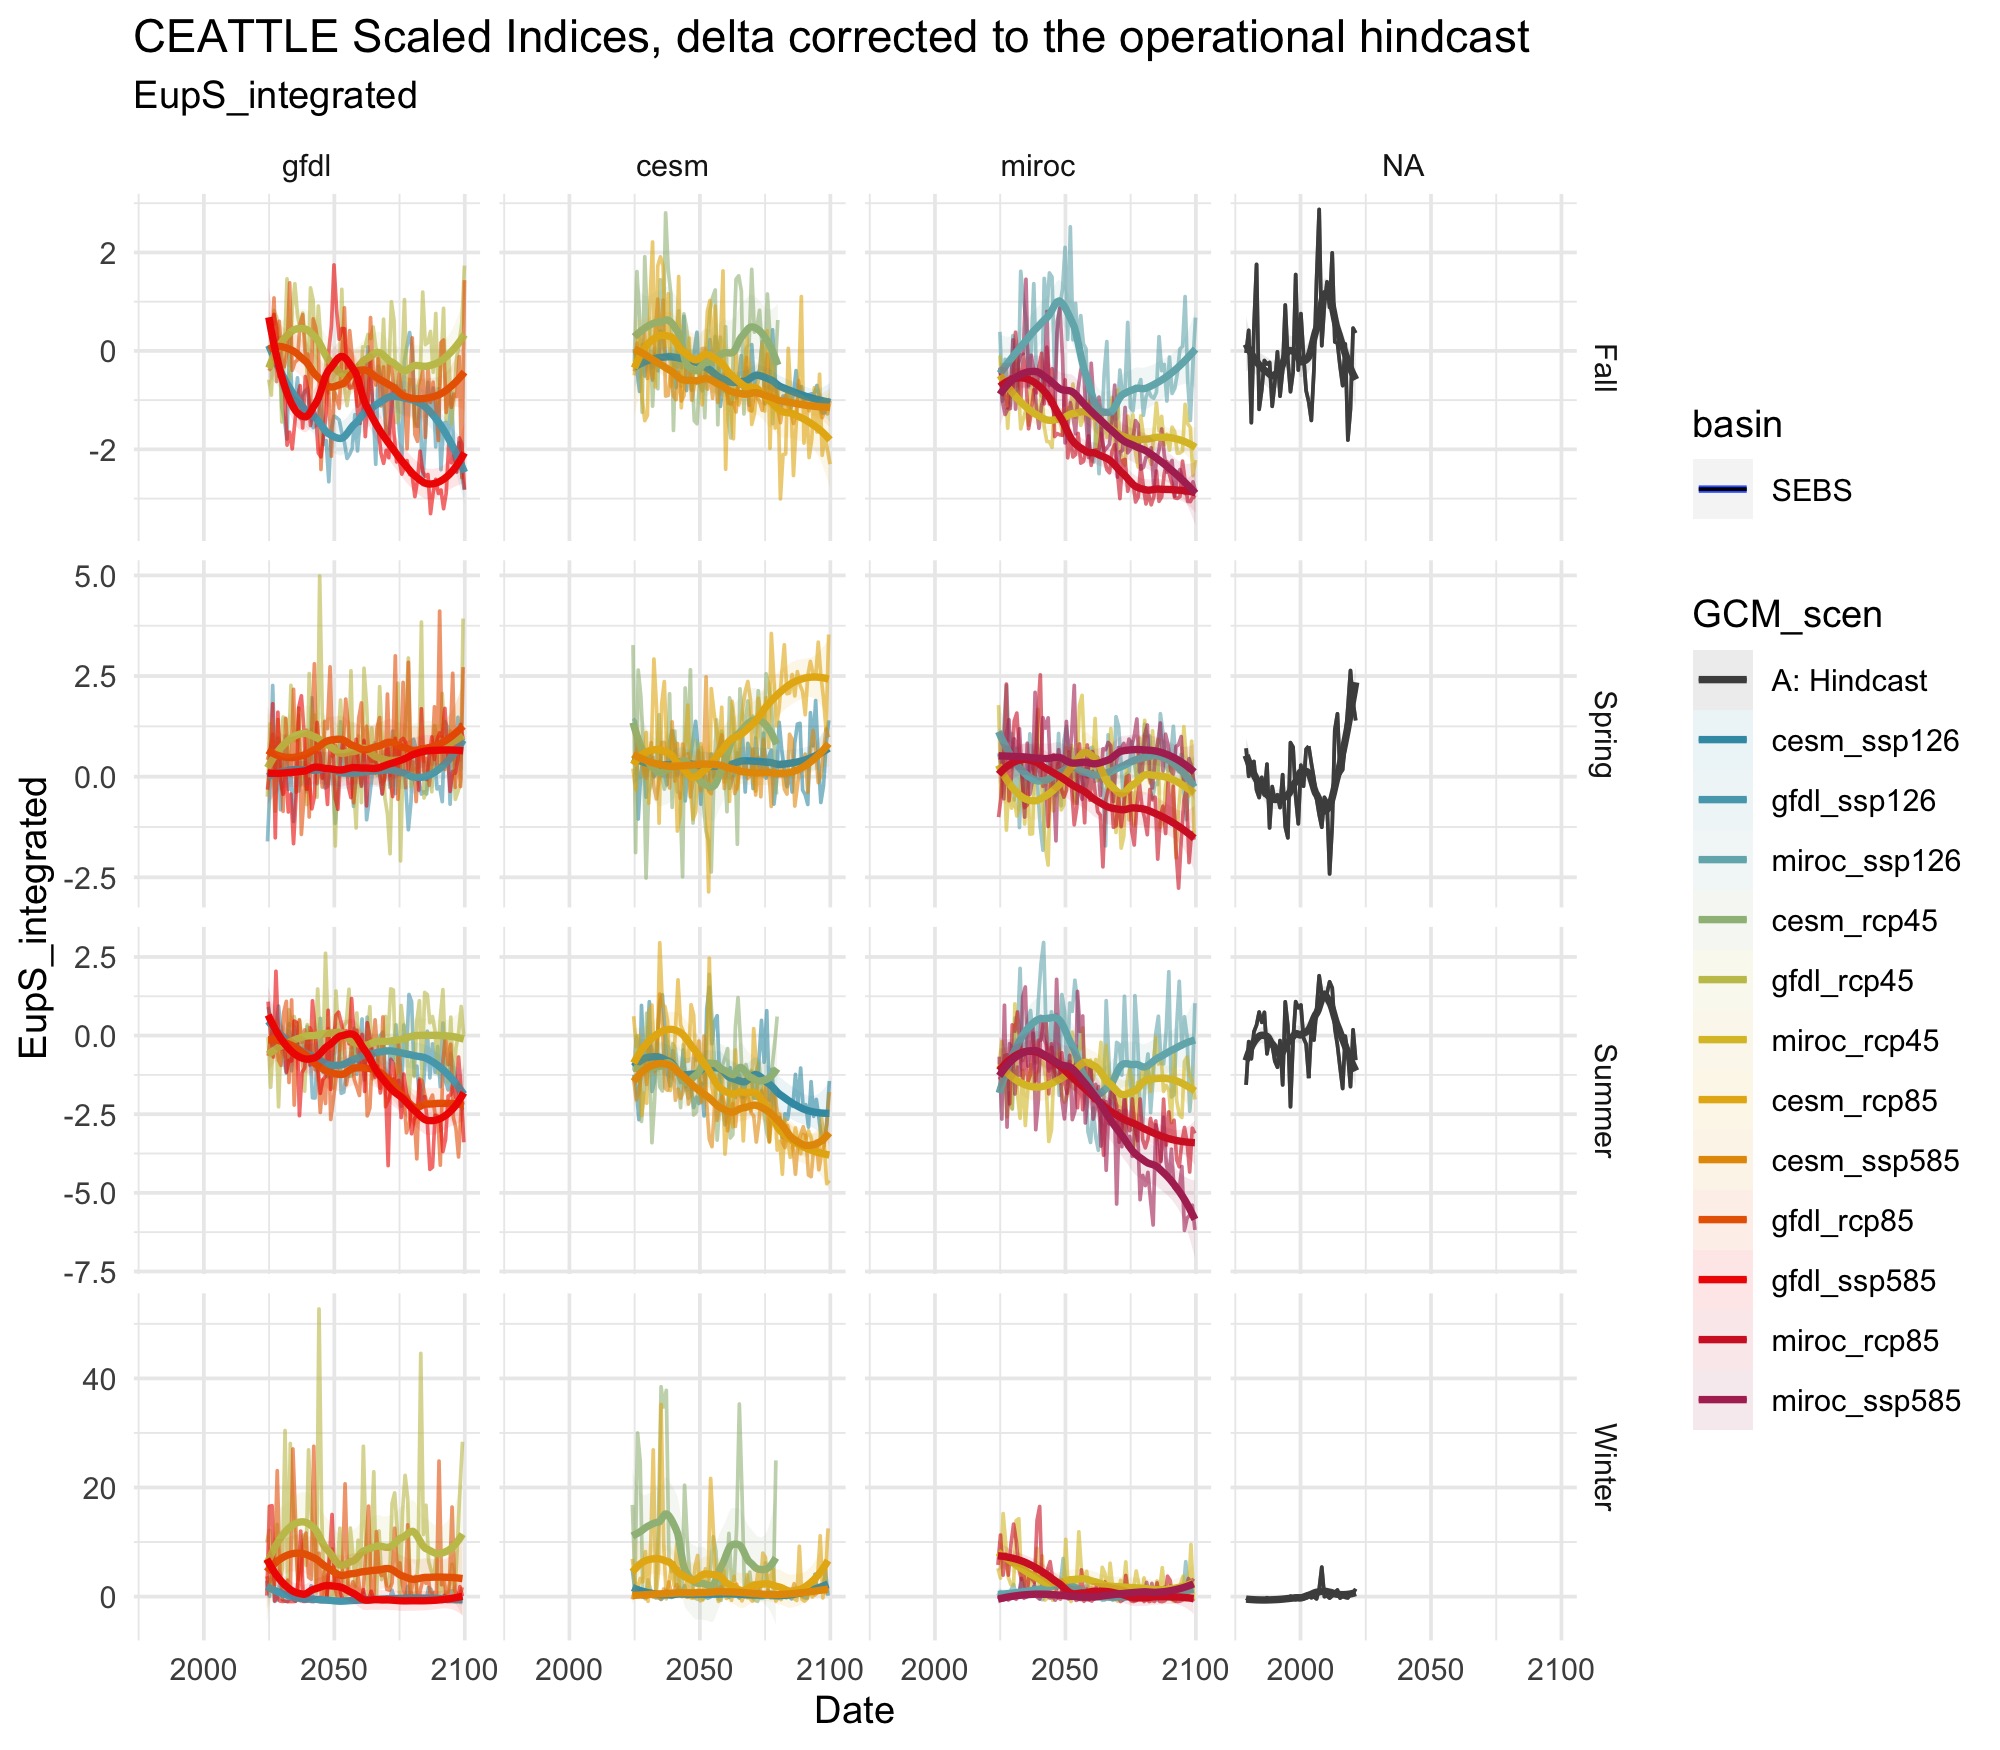 CEATTLE Scaled Indices, delta corrected to the operational hindcast
EupS_integrated
gfdl cesm miroc NA
2
0
-2
Fall
5.0
2.5
0.0
-2.5
Spring
2.5
0.0
-2.5
-5.0
-7.5
Summer
40
20
0
Winter
EupS_integrated
2000 2050 2100 2000 2050 2100 2000 2050 2100 2000 2050 2100
Date
basin
SEBS
GCM_scen
A: Hindcast
cesm_ssp126
gfdl_ssp126
miroc_ssp126
cesm_rcp45
gfdl_rcp45
miroc_rcp45
cesm_rcp85
cesm_ssp585
gfdl_rcp85
gfdl_ssp585
miroc_rcp85
miroc_ssp585